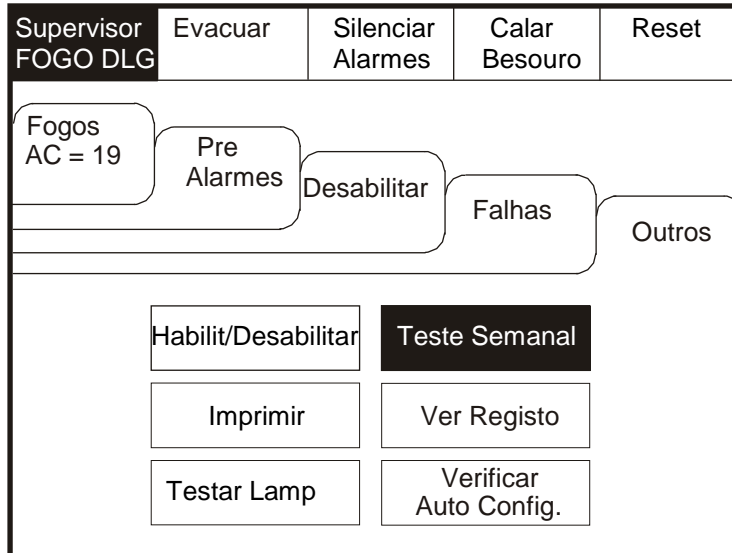 Supervisor
FOGO DLG
Evacuar
Silenciar
Alarmes
Calar
Besouro
Reset
Fogos
AC = 19
Pre
Alarmes
Desabilitar
Falhas
Outros
Habilit/Desabilitar
Teste Semanal
Imprimir
Ver Registo
Testar Lamp
Verificar
Auto Config.